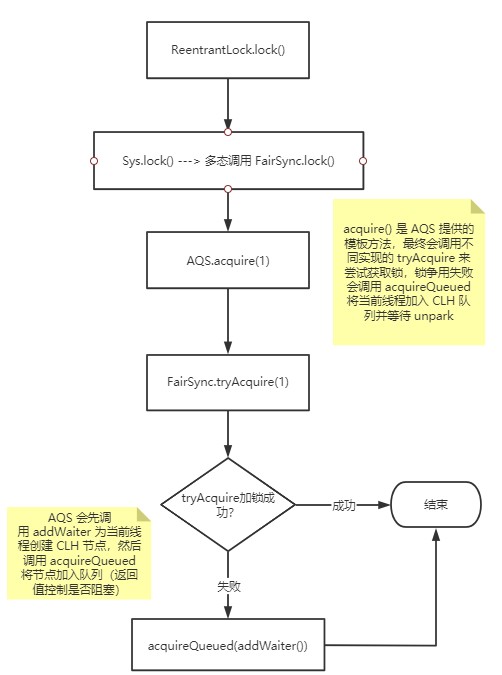 ReentrantLock.lock()
Sys.lock() ---> 多态调用 FairSync.lock()
acquire() 是 AQS 提供的
模板方法，最终会调用不
同实现的 tryAcquire 来
尝试获取锁，锁争用失败
会调用 acquireQueued
将当前线程加入 CLH 队
列并等待 unpark
AQS.acquire(1)
FairSync.tryAcquire(1)
tryAcquire加锁成
功？
成功
结束
AQS 会先调
用 addWaiter 为当前线
程创建 CLH 节点，然后
调用 acquireQueued
将节点加入队列（返回
值控制是否阻塞）
失败
acquireQueued(addWaiter())